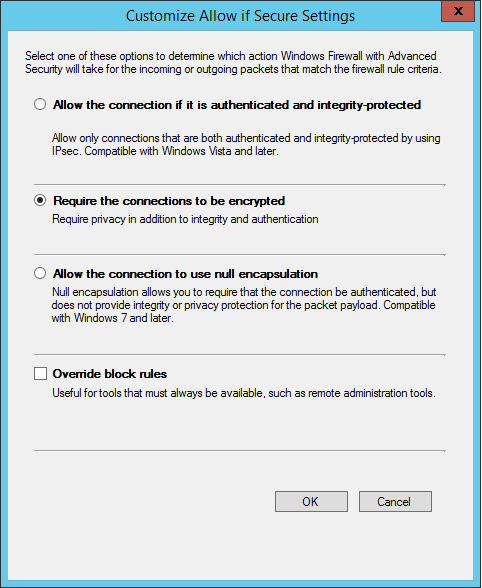 Customize Allow if Secure Settings
x
Select one of these options to determine which action Windows Firewall with Advanced
Security will take for the incoming or outgoing packets that match the firewall rule criteria.
Allow the connection if it is authenticated and integrity-protected
Allow only connections that are both authenticated and integrity-protected by using
IPsec. Compatible with Windows Vista and later.
Require the connections to be encrypted
Require privacy in addition to integrity and authentication
Allow the connection to use null encapsulation
Null encapsulation allows you to require that the connection be authenticated, but
does not provide integrity or privacy protection for the packet payload. Compatible
with Windows 7 and later.
Override block rules
Useful for tools that must always be available, such as remote administration tools.
OK
Cancel